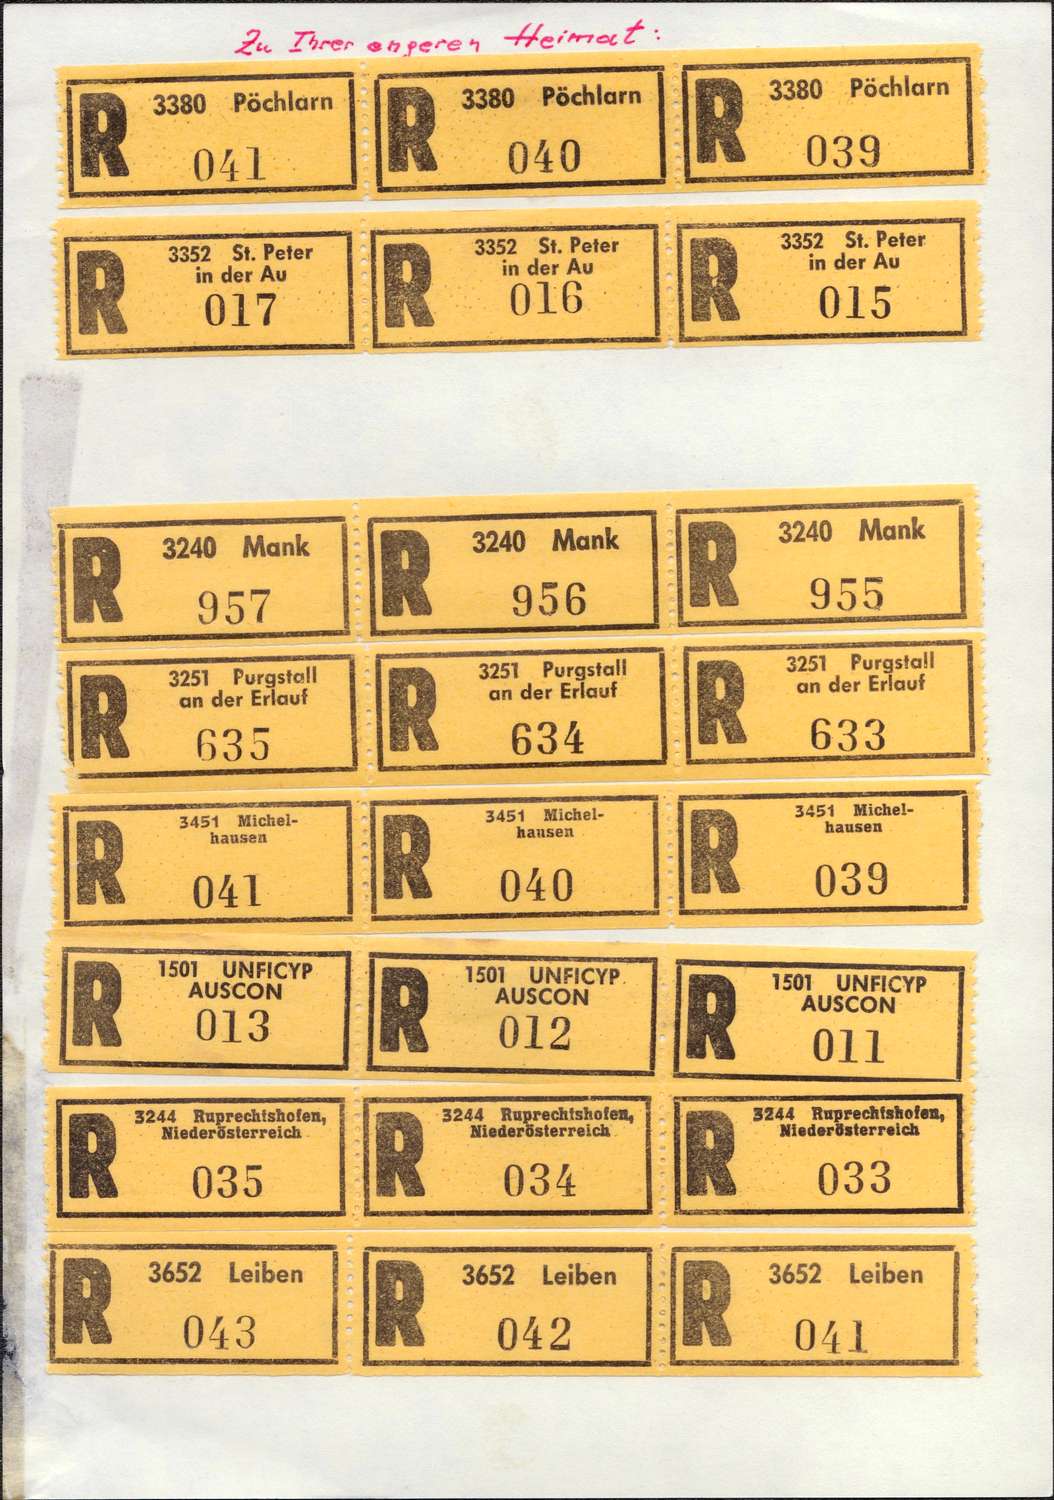 Zu Ihrer engeren Heimat:
R 3380 Pöchlarn 041
R 3380 Pöchlarn 040
R 3380 Pöchlarn 039
R 3352 St. Peter
in der Au
017
R 3352 St. Peter
in der Au
016
R 3352 St. Peter
in der Au
015
R 3240 Mank
957
R 3240 Mank
956
R 3240 Mank
955
R 3251 Purgstall
an der Erlauf
635
R 3251 Purgstall
an der Erlauf
634
R 3251 Purgstall
an der Erlauf
633
R 3451 Michel-
hausen
041
R 3451 Michel-
hausen
040
R 3451 Michel-
hausen
039
R 1501 UNFICYP
AUSCON
013
R 1501 UNFICYP
AUSCON
012
R 1501 UNFICYP
AUSCON
011
R 3244 Ruprechtshofen,
Niederösterreich
035
R 3244 Ruprechtshofen,
Niederösterreich
034
R 3244 Ruprechtshofen,
Niederösterreich
033
R 3652 Leiben
043
R 3652 Leiben
042
R 3652 Leiben
041